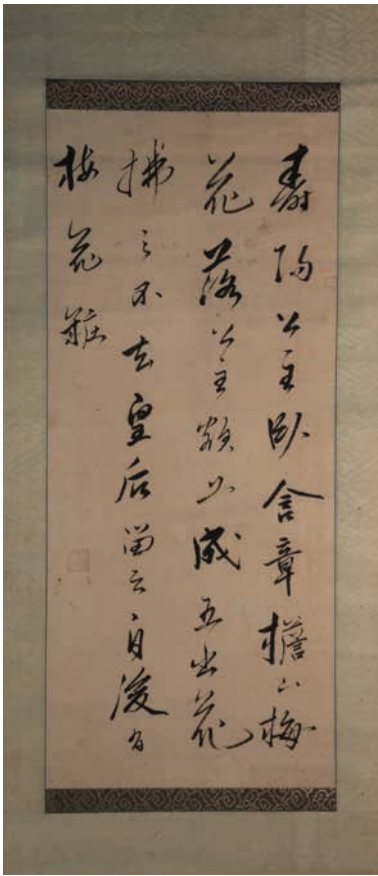 壽陽公主臥含章檐下梅
花落公主額上成五出花
拂之不去皇后留之自後有
梅花粧